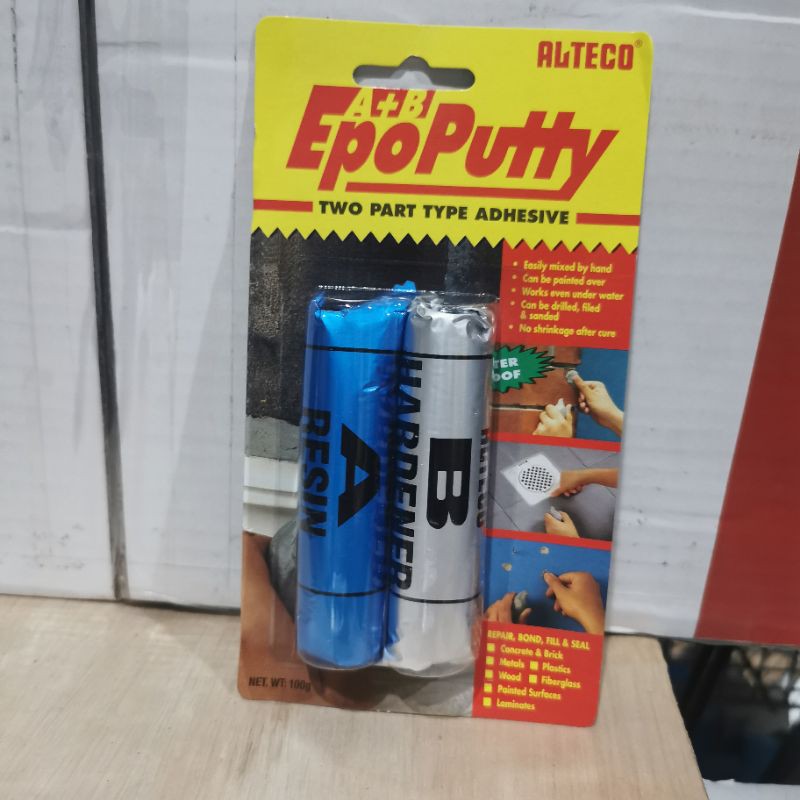 ALTECO®
A+B
EpoPutty
TWO PART TYPE ADHESIVE
• Easily mixed by hand
• Can be painted over
• Works even under water
• Can be drilled, filed
& sanded
• No shrinkage after cure
A
RESIN
B
HARDENER
REPAIR, BOND, FILL & SEAL
Concrete & Brick
Metals
Plastics
Wood
Fiberglass
Painted Surfaces
Laminates
NET. WT. 100g